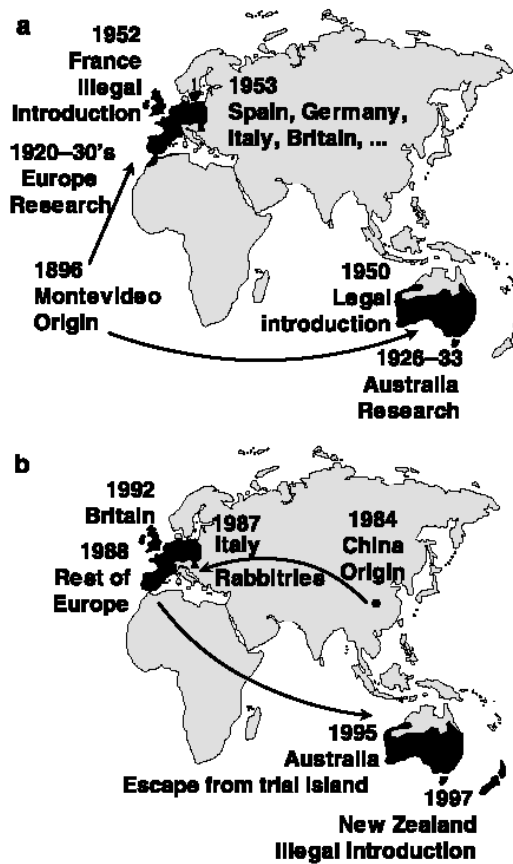 a
1952
France
Illegal
Introduction
1953
Spain, Germany,
Italy, Britain, ...
1920–30's
Europe
Research
1896
Montevideo
Origin
1950
Legal
introduction
1926–33
Australia
Research
b
1992
Britain
1988
Rest of
Europe
1987
Italy
Rabbitries
1984
China
Origin
1995
Australia
Escape from trial island
1997
New Zealand
Illegal Introduction